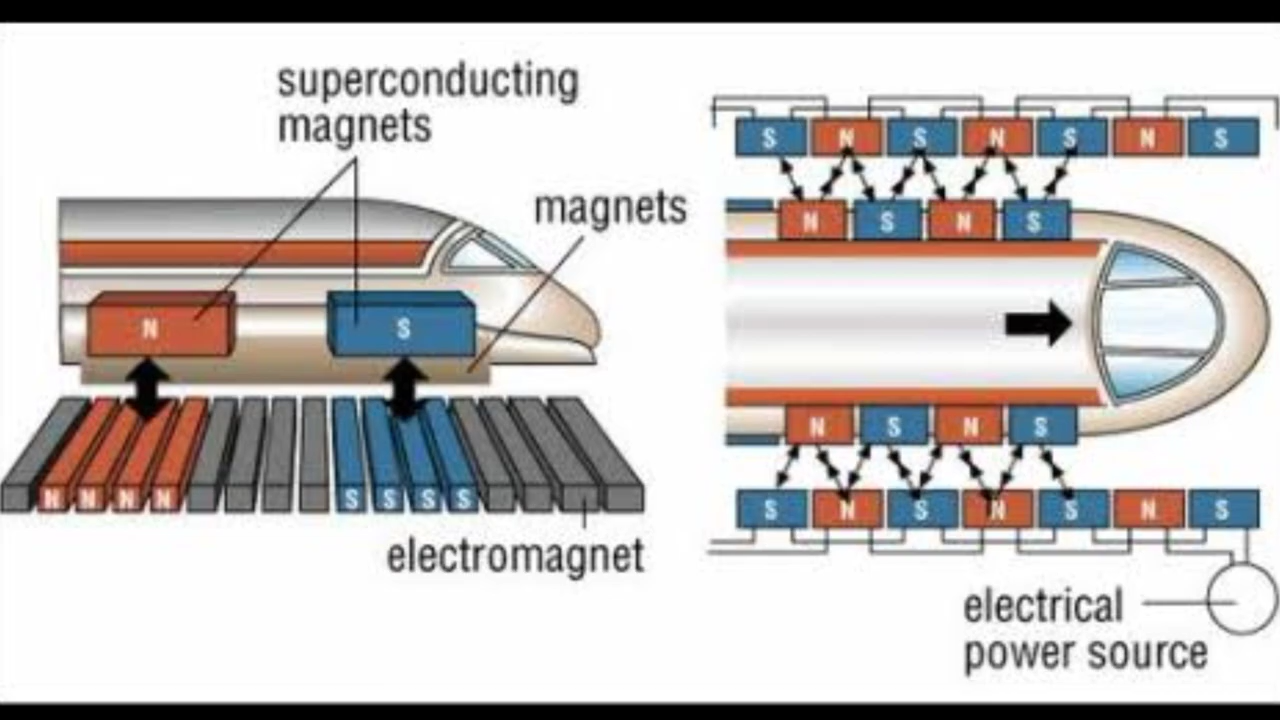 superconducting
magnets
magnets
N
S
N N N N
S S S S
electromagnet
S N S N S N S
N S N S
N S N S
S N S N S N S
electrical
power source